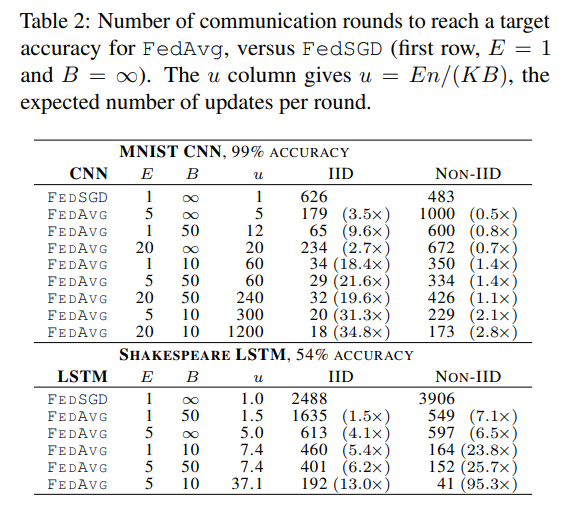 Table 2: Number of communication rounds to reach a target
accuracy for FedAvg, versus FedSGD (first row, E = 1
and B = ∞). The u column gives u = En/(KB), the
expected number of updates per round.
MNIST CNN, 99% ACCURACY
CNN E B u IID NON-IID
FEDSGD 1 ∞ 1 626 483
FEDAVG 5 ∞ 5 179 (3.5×) 1000 (0.5×)
FEDAVG 1 50 12 65 (9.6×) 600 (0.8×)
FEDAVG 20 ∞ 20 234 (2.7×) 672 (0.7×)
FEDAVG 1 10 60 34 (18.4×) 350 (1.4×)
FEDAVG 5 50 60 29 (21.6×) 334 (1.4×)
FEDAVG 20 50 240 32 (19.6×) 426 (1.1×)
FEDAVG 5 10 300 20 (31.3×) 229 (2.1×)
FEDAVG 20 10 1200 18 (34.8×) 173 (2.8×)
SHAKESPEARE LSTM, 54% ACCURACY
LSTM E B u IID NON-IID
FEDSGD 1 ∞ 1.0 2488 3906
FEDAVG 1 50 1.5 1635 (1.5×) 549 (7.1×)
FEDAVG 5 ∞ 5.0 613 (4.1×) 597 (6.5×)
FEDAVG 1 10 7.4 460 (5.4×) 164 (23.8×)
FEDAVG 5 50 7.4 401 (6.2×) 152 (25.7×)
FEDAVG 5 10 37.1 192 (13.0×) 41 (95.3×)